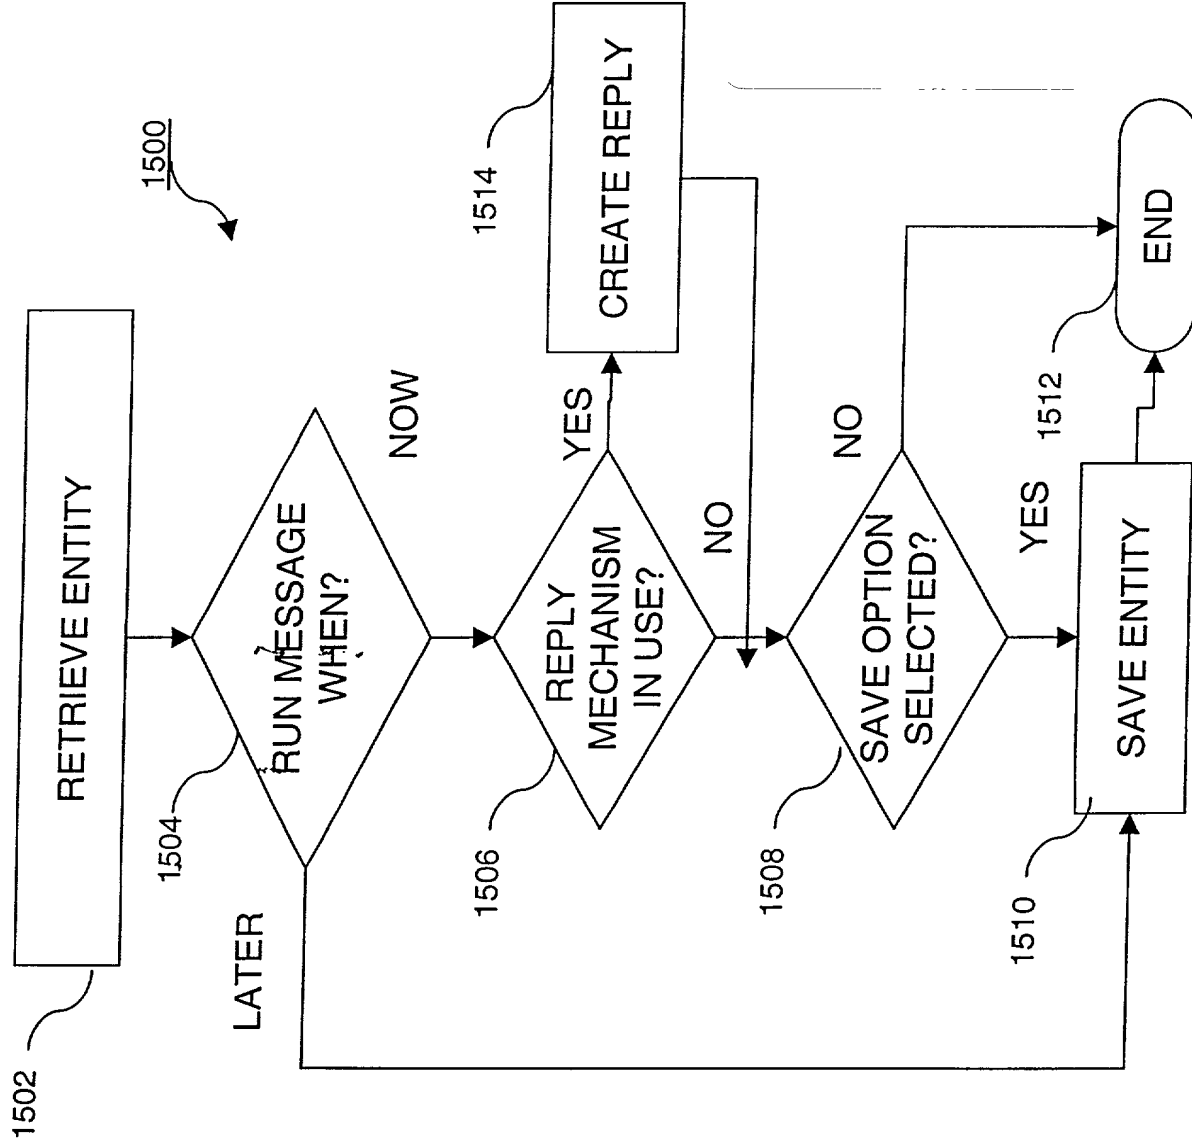 1500
1502
RETRIEVE ENTITY
1504
RUN MESSAGE
WHEN?
LATER
NOW
1506
REPLY
MECHANISM
IN USE?
YES
1514
CREATE REPLY
NO
1508
SAVE OPTION
SELECTED?
NO
YES
1510
SAVE ENTITY
1512
END